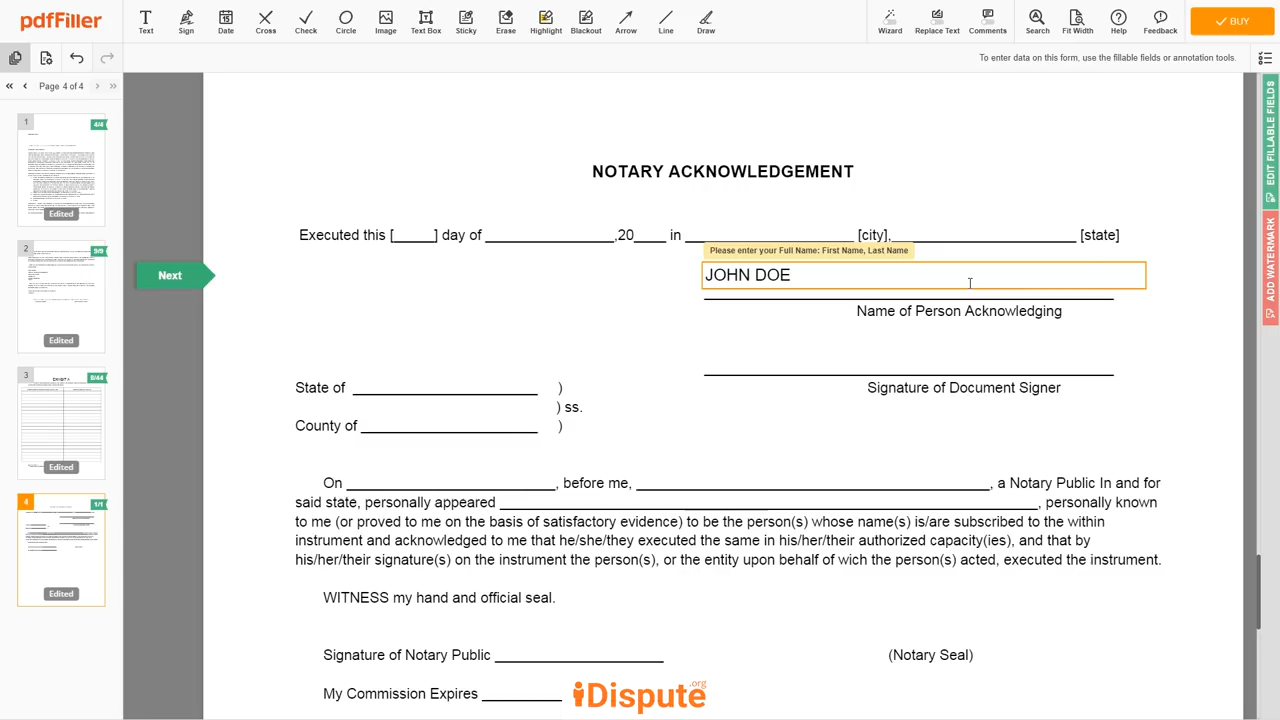 pdfFiller
Text
Sign
Date
Cross
Check
Circle
Image
Text Box
Sticky
Erase
Highlight
Blackout
Arrow
Line
Draw
Wizard
Replace Text
Comments
Search
Fit Width
Help
Feedback
BUY
To enter data on this form, use the fillable fields or annotation tools.
Page 4 of 4
1
4/4
Edited
2
9/9
Edited
3
8/44
EXHIBIT A
Edited
4
1/1
Edited
Next
EDIT FILLABLE FIELDS
ADD WATERMARK
NOTARY ACKNOWLEDGEMENT
Executed this [_____] day of _______________,20____ in ____________________ [city],______________________ [state]
Please enter your Full Name: First Name, Last Name
JOHN DOE
Name of Person Acknowledging
Signature of Document Signer
State of ______________________ )
) ss.
County of _____________________ )
On _________________________, before me, __________________________________________, a Notary Public In and for
said state, personally appeared ________________________________________________________________, personally known
to me (or proved to me on the basis of satisfactory evidence) to be the person(s) whose name(s) is/are subscribed to the within
instrument and acknowledged to me that he/she/they executed the same in his/her/their authorized capacity(ies), and that by
his/her/their signature(s) on the instrument the person(s), or the entity upon behalf of wich the person(s) acted, executed the instrument.
WITNESS my hand and official seal.
Signature of Notary Public ____________________ (Notary Seal)
My Commission Expires __________
iDispute.org